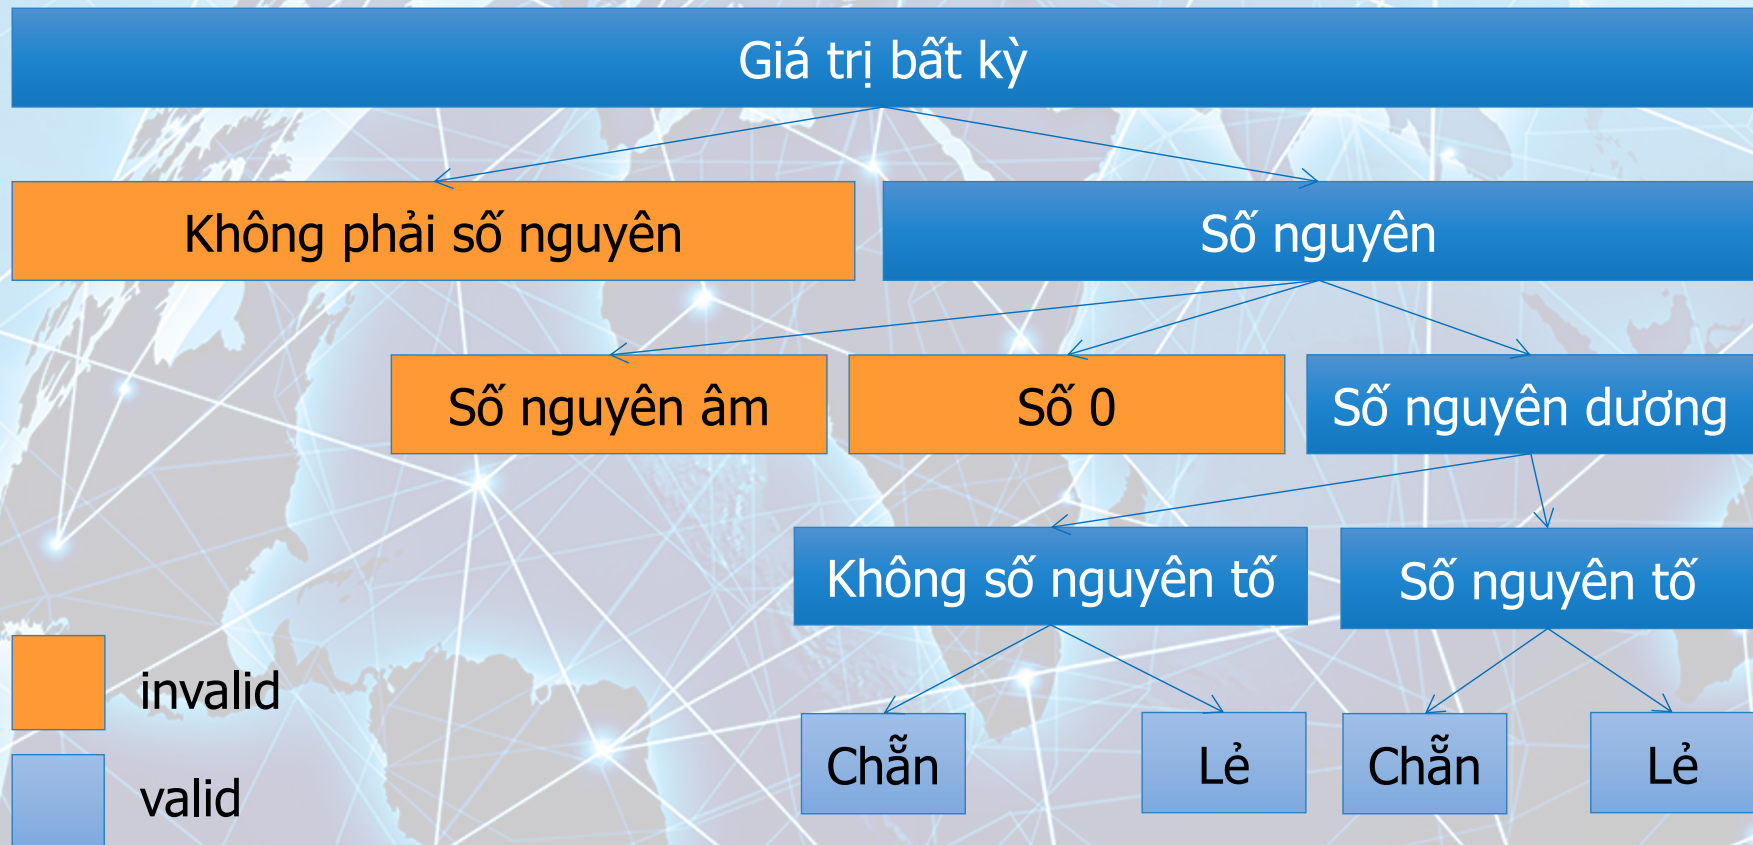 Giá trị bất kỳ
Không phải số nguyên
Số nguyên
Số nguyên âm
Số 0
Số nguyên dương
Không số nguyên tố
Số nguyên tố
invalid
Chẵn
Lẻ
Chẵn
Lẻ
valid